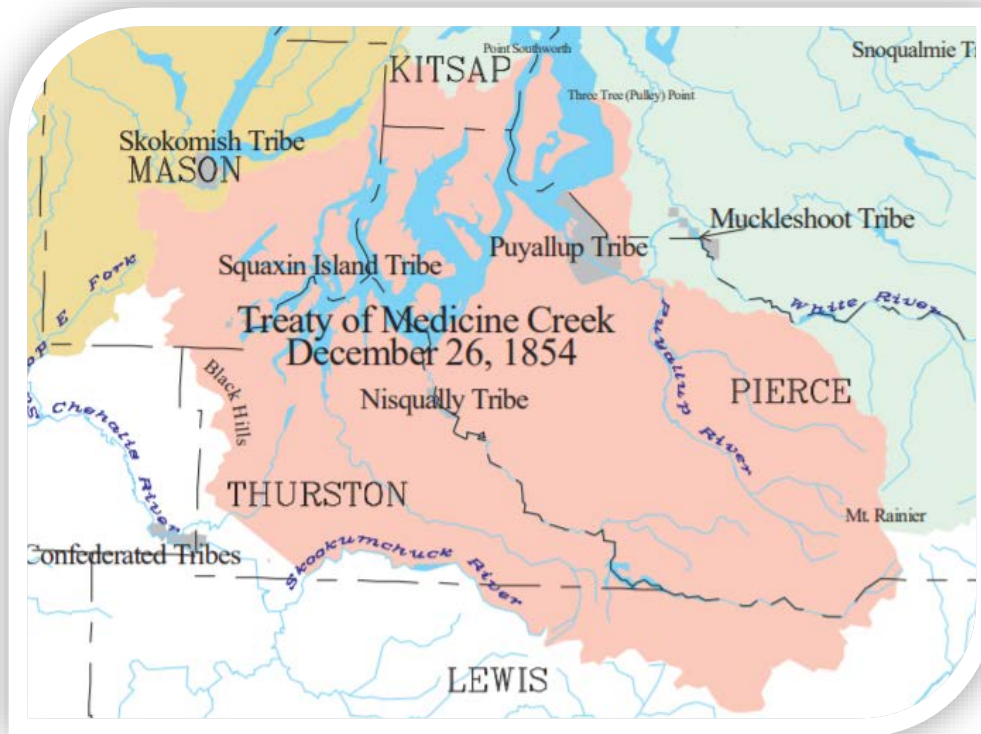 Point Southworth
Snoqualmie
KITSAP
Three Tree (Pulley) Point
Skokomish Tribe
MASON
Muckleshoot Tribe
Puyallup Tribe
Squaxin Island Tribe
E Fork
White River
Treaty of Medicine Creek
December 26, 1854
Puyallup River
Black Hills
Nisqually Tribe
PIERCE
Chehalis River
THURSTON
Mt. Rainier
Confederated Tribes
Skookumchuck River
LEWIS